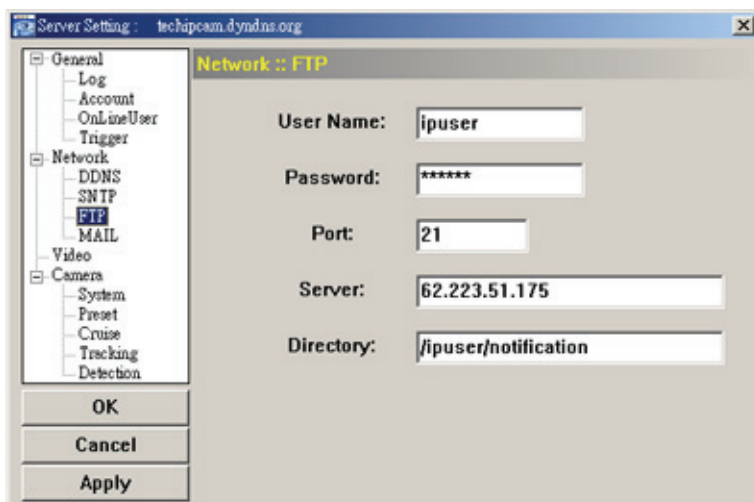 Server Setting : techipcam.dyndns.org
General
Log
Account
OnLineUser
Trigger
Network
DDNS
SNTP
FTP
MAIL
Video
Camera
System
Preset
Cruise
Tracking
Detection
OK
Cancel
Apply
Network :: FTP
User Name: ipuser
Password: ******
Port: 21
Server: 62.223.51.175
Directory: /ipuser/notification